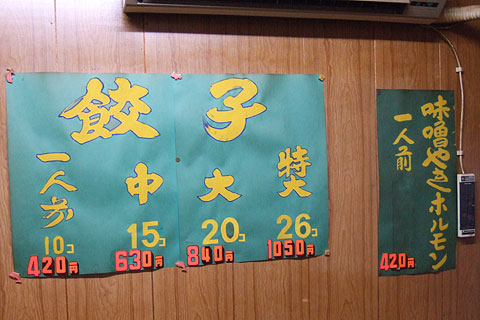 餃子
一人前 10コ 420円
中 15コ 630円
大 20コ 840円
特大 26コ 1050円
味噌やきホルモン
一人前
420円